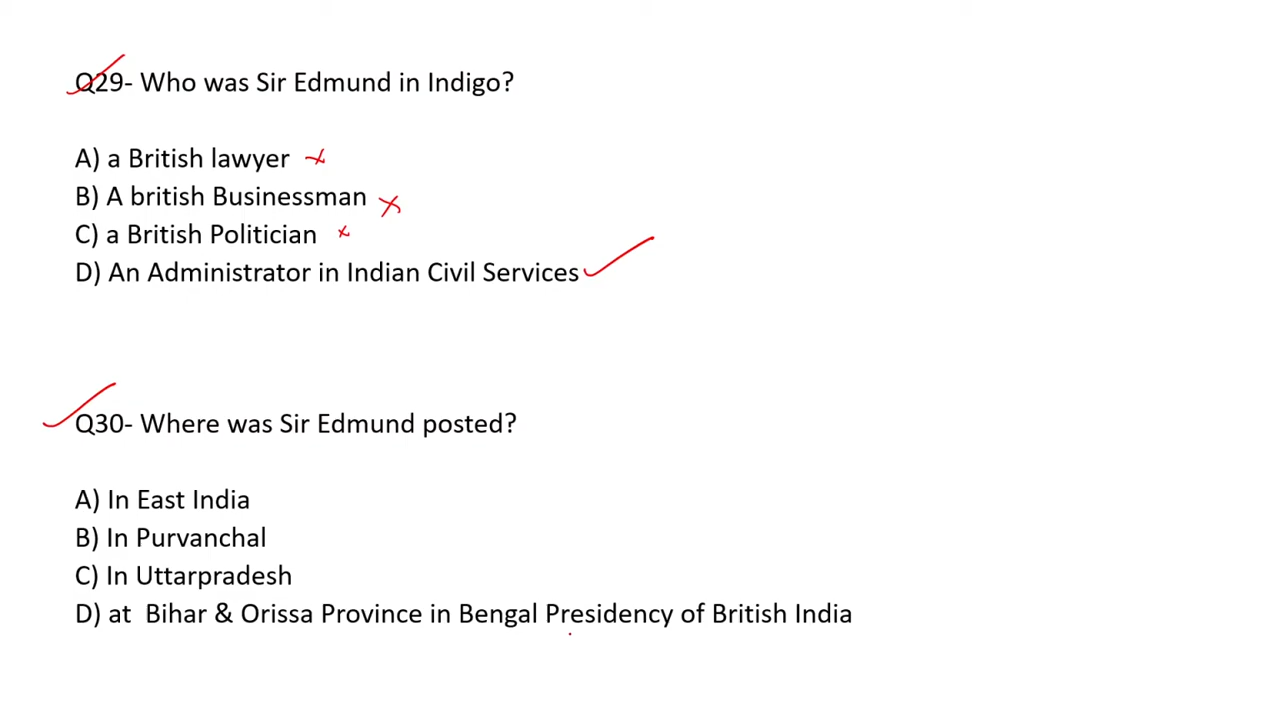 Q29- Who was Sir Edmund in Indigo?
A) a British lawyer
B) A british Businessman
C) a British Politician
D) An Administrator in Indian Civil Services
Q30- Where was Sir Edmund posted?
A) In East India
B) In Purvanchal
C) In Uttarpradesh
D) at  Bihar & Orissa Province in Bengal Presidency of British India